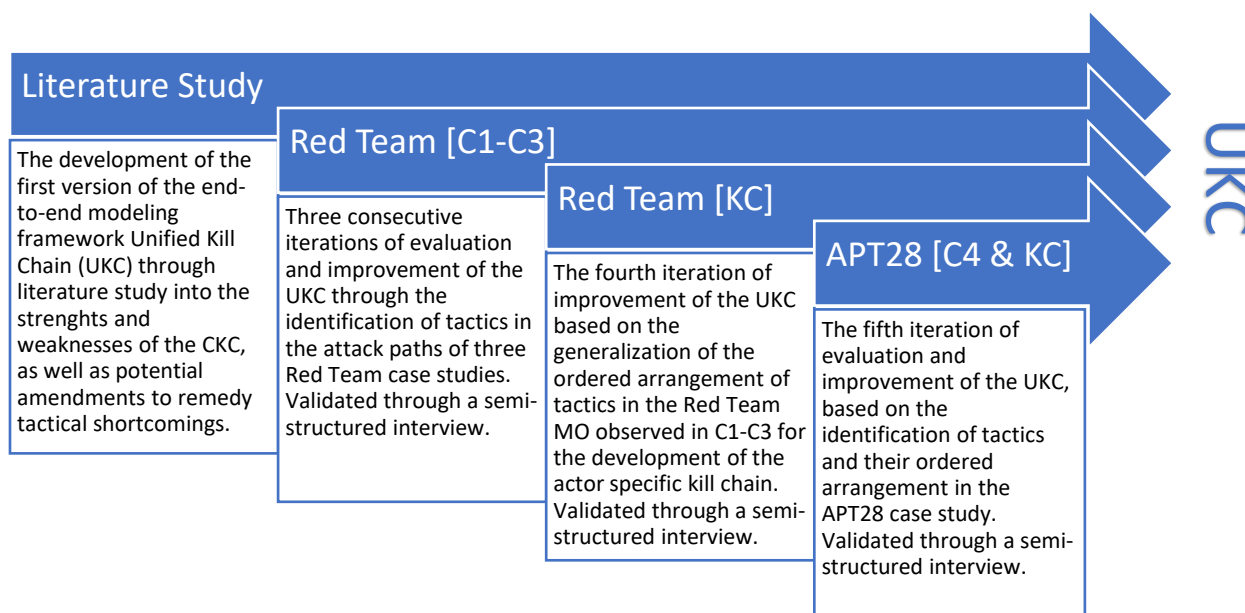 Literature Study
The development of the
first version of the end-
to-end modeling
framework Unified Kill
Chain (UKC) through
literature study into the
strenghts and
weaknesses of the CKC,
as well as potential
amendments to remedy
tactical shortcomings.
Red Team [C1-C3]
Three consecutive
iterations of evaluation
and improvement of the
UKC through the
identification of tactics in
the attack paths of three
Red Team case studies.
Validated through a semi-
structured interview.
Red Team [KC]
The fourth iteration of
improvement of the UKC
based on the
generalization of the
ordered arrangement of
tactics in the Red Team
MO observed in C1-C3 for
the development of the
actor specific kill chain.
Validated through a semi-
structured interview.
APT28 [C4 & KC]
The fifth iteration of
evaluation and
improvement of the UKC,
based on the
identification of tactics
and their ordered
arrangement in the
APT28 case study.
Validated through a semi-
structured interview.
UKC